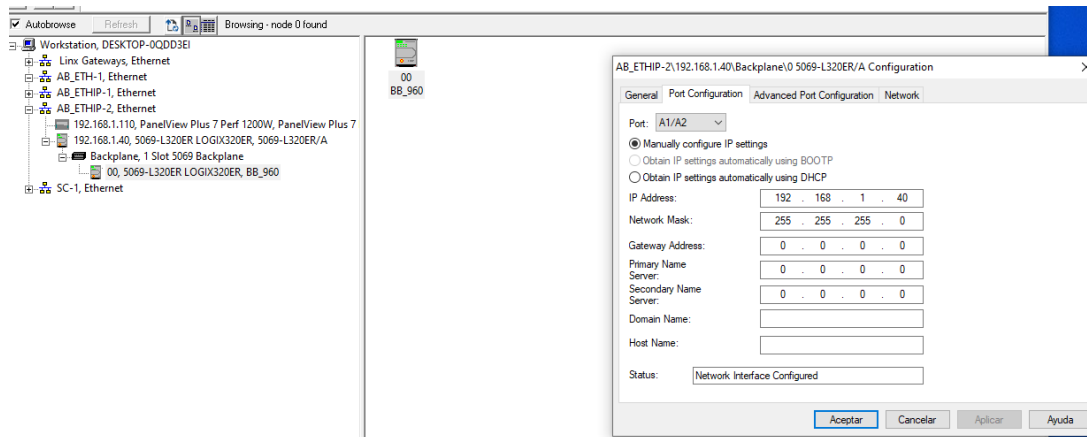 Autobrowse Refresh Browsing - node 0 found
Workstation, DESKTOP-0QDD3EI
Linx Gateways, Ethernet
AB_ETH-1, Ethernet
AB_ETHIP-1, Ethernet
AB_ETHIP-2, Ethernet
192.168.1.110, PanelView Plus 7 Perf 1200W, PanelView Plus 7
192.168.1.40, 5069-L320ER LOGIX320ER, 5069-L320ER/A
Backplane, 1 Slot 5069 Backplane
00, 5069-L320ER LOGIX320ER, BB_960
SC-1, Ethernet
00
BB_960
AB_ETHIP-2\192.168.1.40\Backplane\0 5069-L320ER/A Configuration
General Port Configuration Advanced Port Configuration Network
Port: A1/A2
Manually configure IP settings
Obtain IP settings automatically using BOOTP
Obtain IP settings automatically using DHCP
IP Address: 192 . 168 . 1 . 40
Network Mask: 255 . 255 . 255 . 0
Gateway Address: 0 . 0 . 0 . 0
Primary Name
Server: 0 . 0 . 0 . 0
Secondary Name
Server: 0 . 0 . 0 . 0
Domain Name:
Host Name:
Status: Network Interface Configured
Aceptar Cancelar Aplicar Ayuda